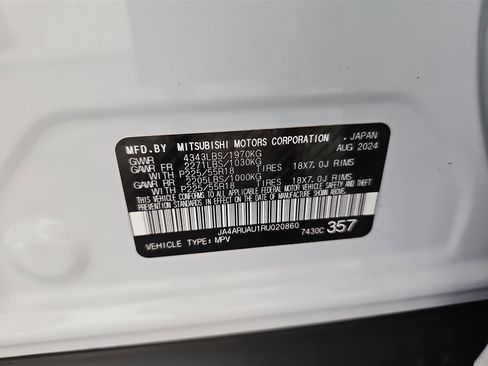 MFD.BY MITSUBISHI MOTORS CORPORATION JAPAN
GVWR 4343LBS/1970KG AUG 2024
GAWR FR 2271LBS/1030KG
WITH P225/55R18 TIRES 18X7.0J RIMS
GAWR RR 2205LBS/1000KG
WITH P225/55R18 TIRES 18X7.0J RIMS
THIS VEHICLE CONFORMS TO ALL APPLICABLE FEDERAL MOTOR VEHICLE
SAFETY, BUMPER AND THEFT PREVENTION STANDARDS IN EFFECT ON THE
DATE OF MANUFACTURE SHOWN ABOVE.
JA4ARUAU1RU020860 7430C 357
VEHICLE TYPE: MPV